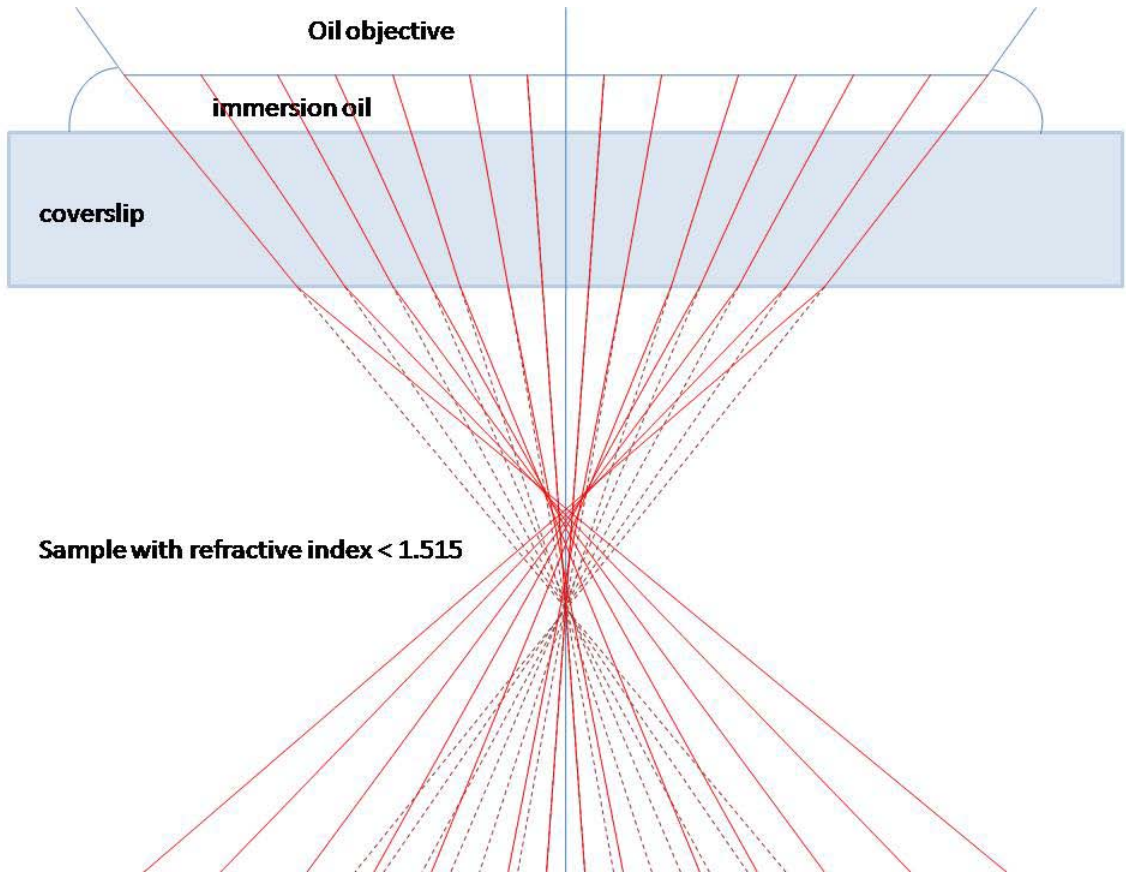 Oil objective
immersion oil
coverslip
Sample with refractive index < 1.515